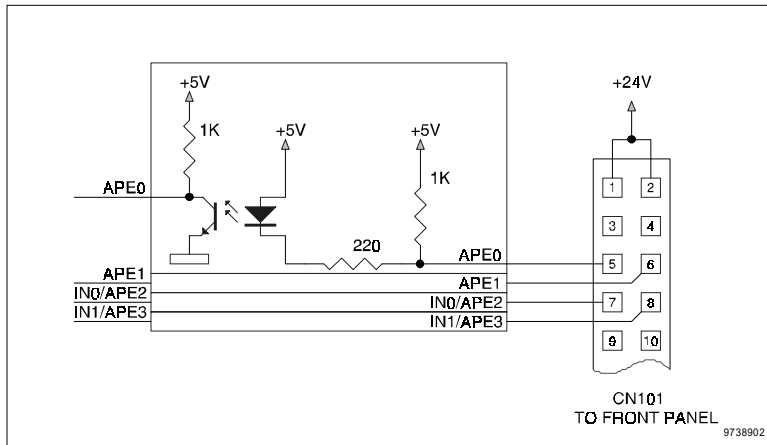 +24V
+5V
1K
+5V
+5V
1K
APE0
220
APE0
APE1
APE1
IN0/APE2
IN0/APE2
IN1/APE3
IN1/APE3
1 2
3 4
5 6
7 8
9 10
CN101
TO FRONT PANEL
9738902